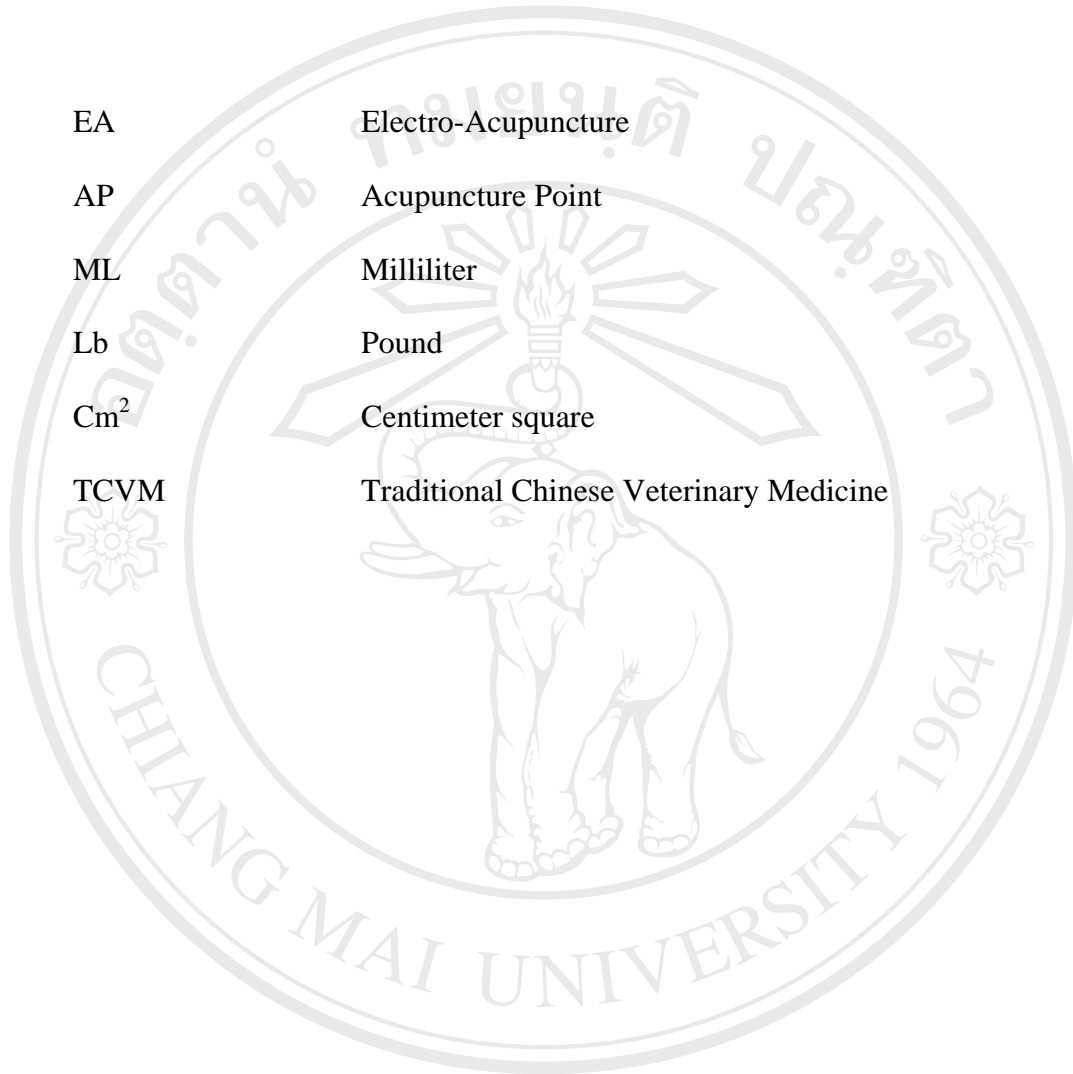 EA Electro-Acupuncture
AP Acupuncture Point
ML Milliliter
Lb Pound
Cm² Centimeter square
TCVM Traditional Chinese Veterinary Medicine
CHIANG MAI UNIVERSITY 1964